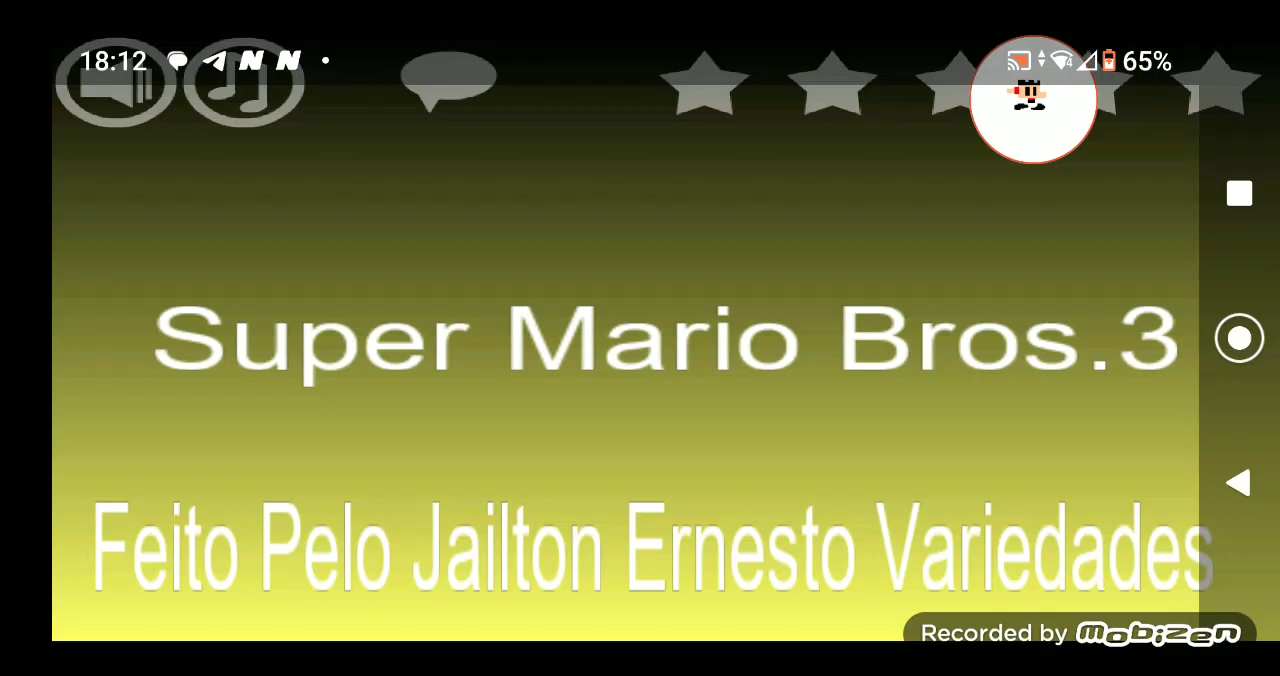 18:12 N N 65%
Super Mario Bros.3
Feito Pelo Jailton Ernesto Variedades
Recorded by MOBIZEN